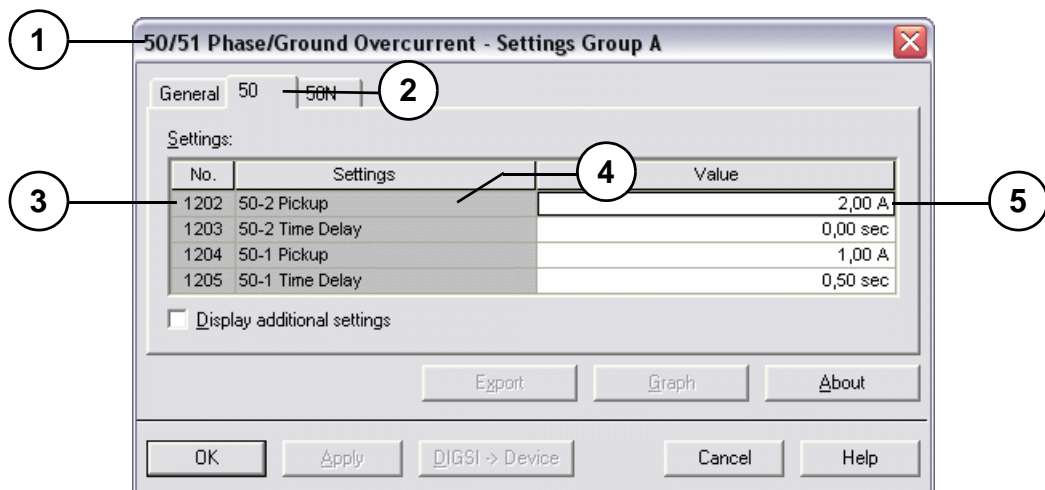 1
50/51 Phase/Ground Overcurrent - Settings Group A
General 50 50N
2
Settings:
No. Settings Value
4
3
1202 50-2 Pickup 2,00 A
5
1203 50-2 Time Delay 0,00 sec
1204 50-1 Pickup 1,00 A
1205 50-1 Time Delay 0,50 sec
Display additional settings
Export Graph About
OK Apply DIGSI -> Device Cancel Help